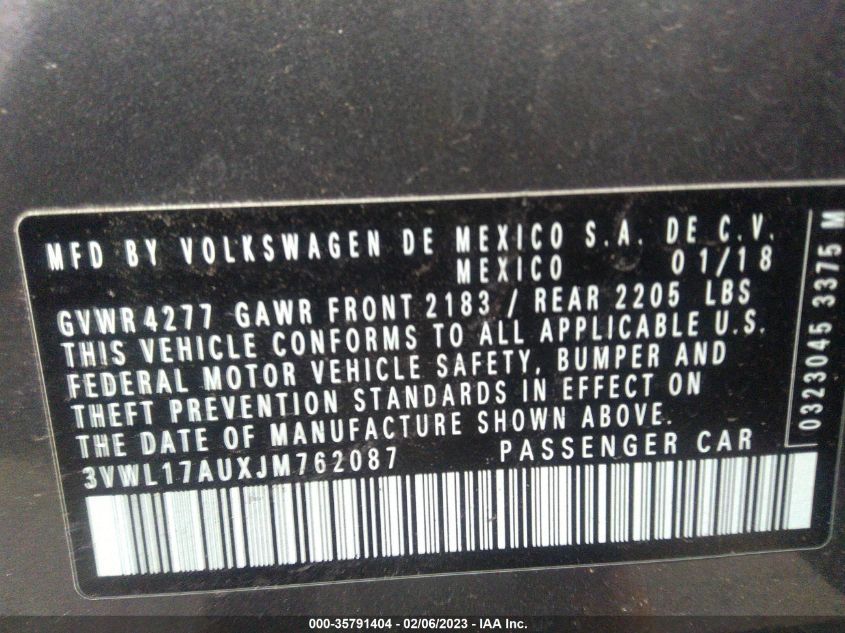 MFD BY VOLKSWAGEN DE MEXICO S.A. DE C.V.
MEXICO 01/18
GVWR 4277 GAWR FRONT 2183 / REAR 2205 LBS
THIS VEHICLE CONFORMS TO ALL APPLICABLE U.S.
FEDERAL MOTOR VEHICLE SAFETY, BUMPER AND
THEFT PREVENTION STANDARDS IN EFFECT ON
THE DATE OF MANUFACTURE SHOWN ABOVE.
3VWL17AUXJM762087 PASSENGER CAR
0323045 3375 M
000-35791404 - 02/06/2023 - IAA Inc.